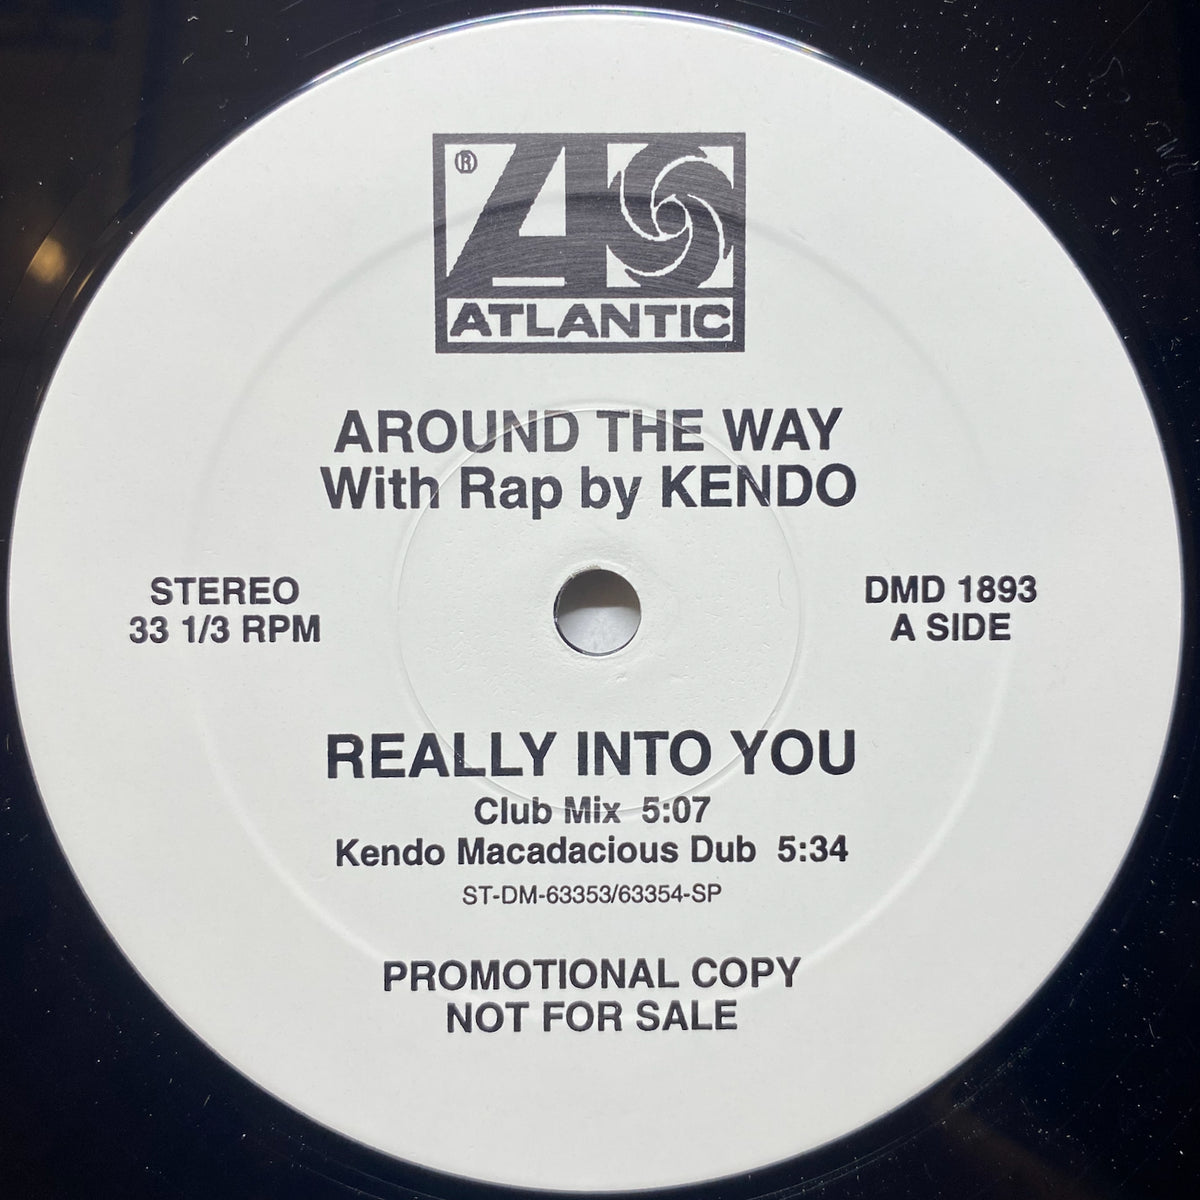 ®
ATLANTIC
AROUND THE WAY
With Rap by KENDO
STEREO
33 1/3 RPM
DMD 1893
A SIDE
REALLY INTO YOU
Club Mix 5:07
Kendo Macadacious Dub 5:34
ST-DM-63353/63354-SP
PROMOTIONAL COPY
NOT FOR SALE